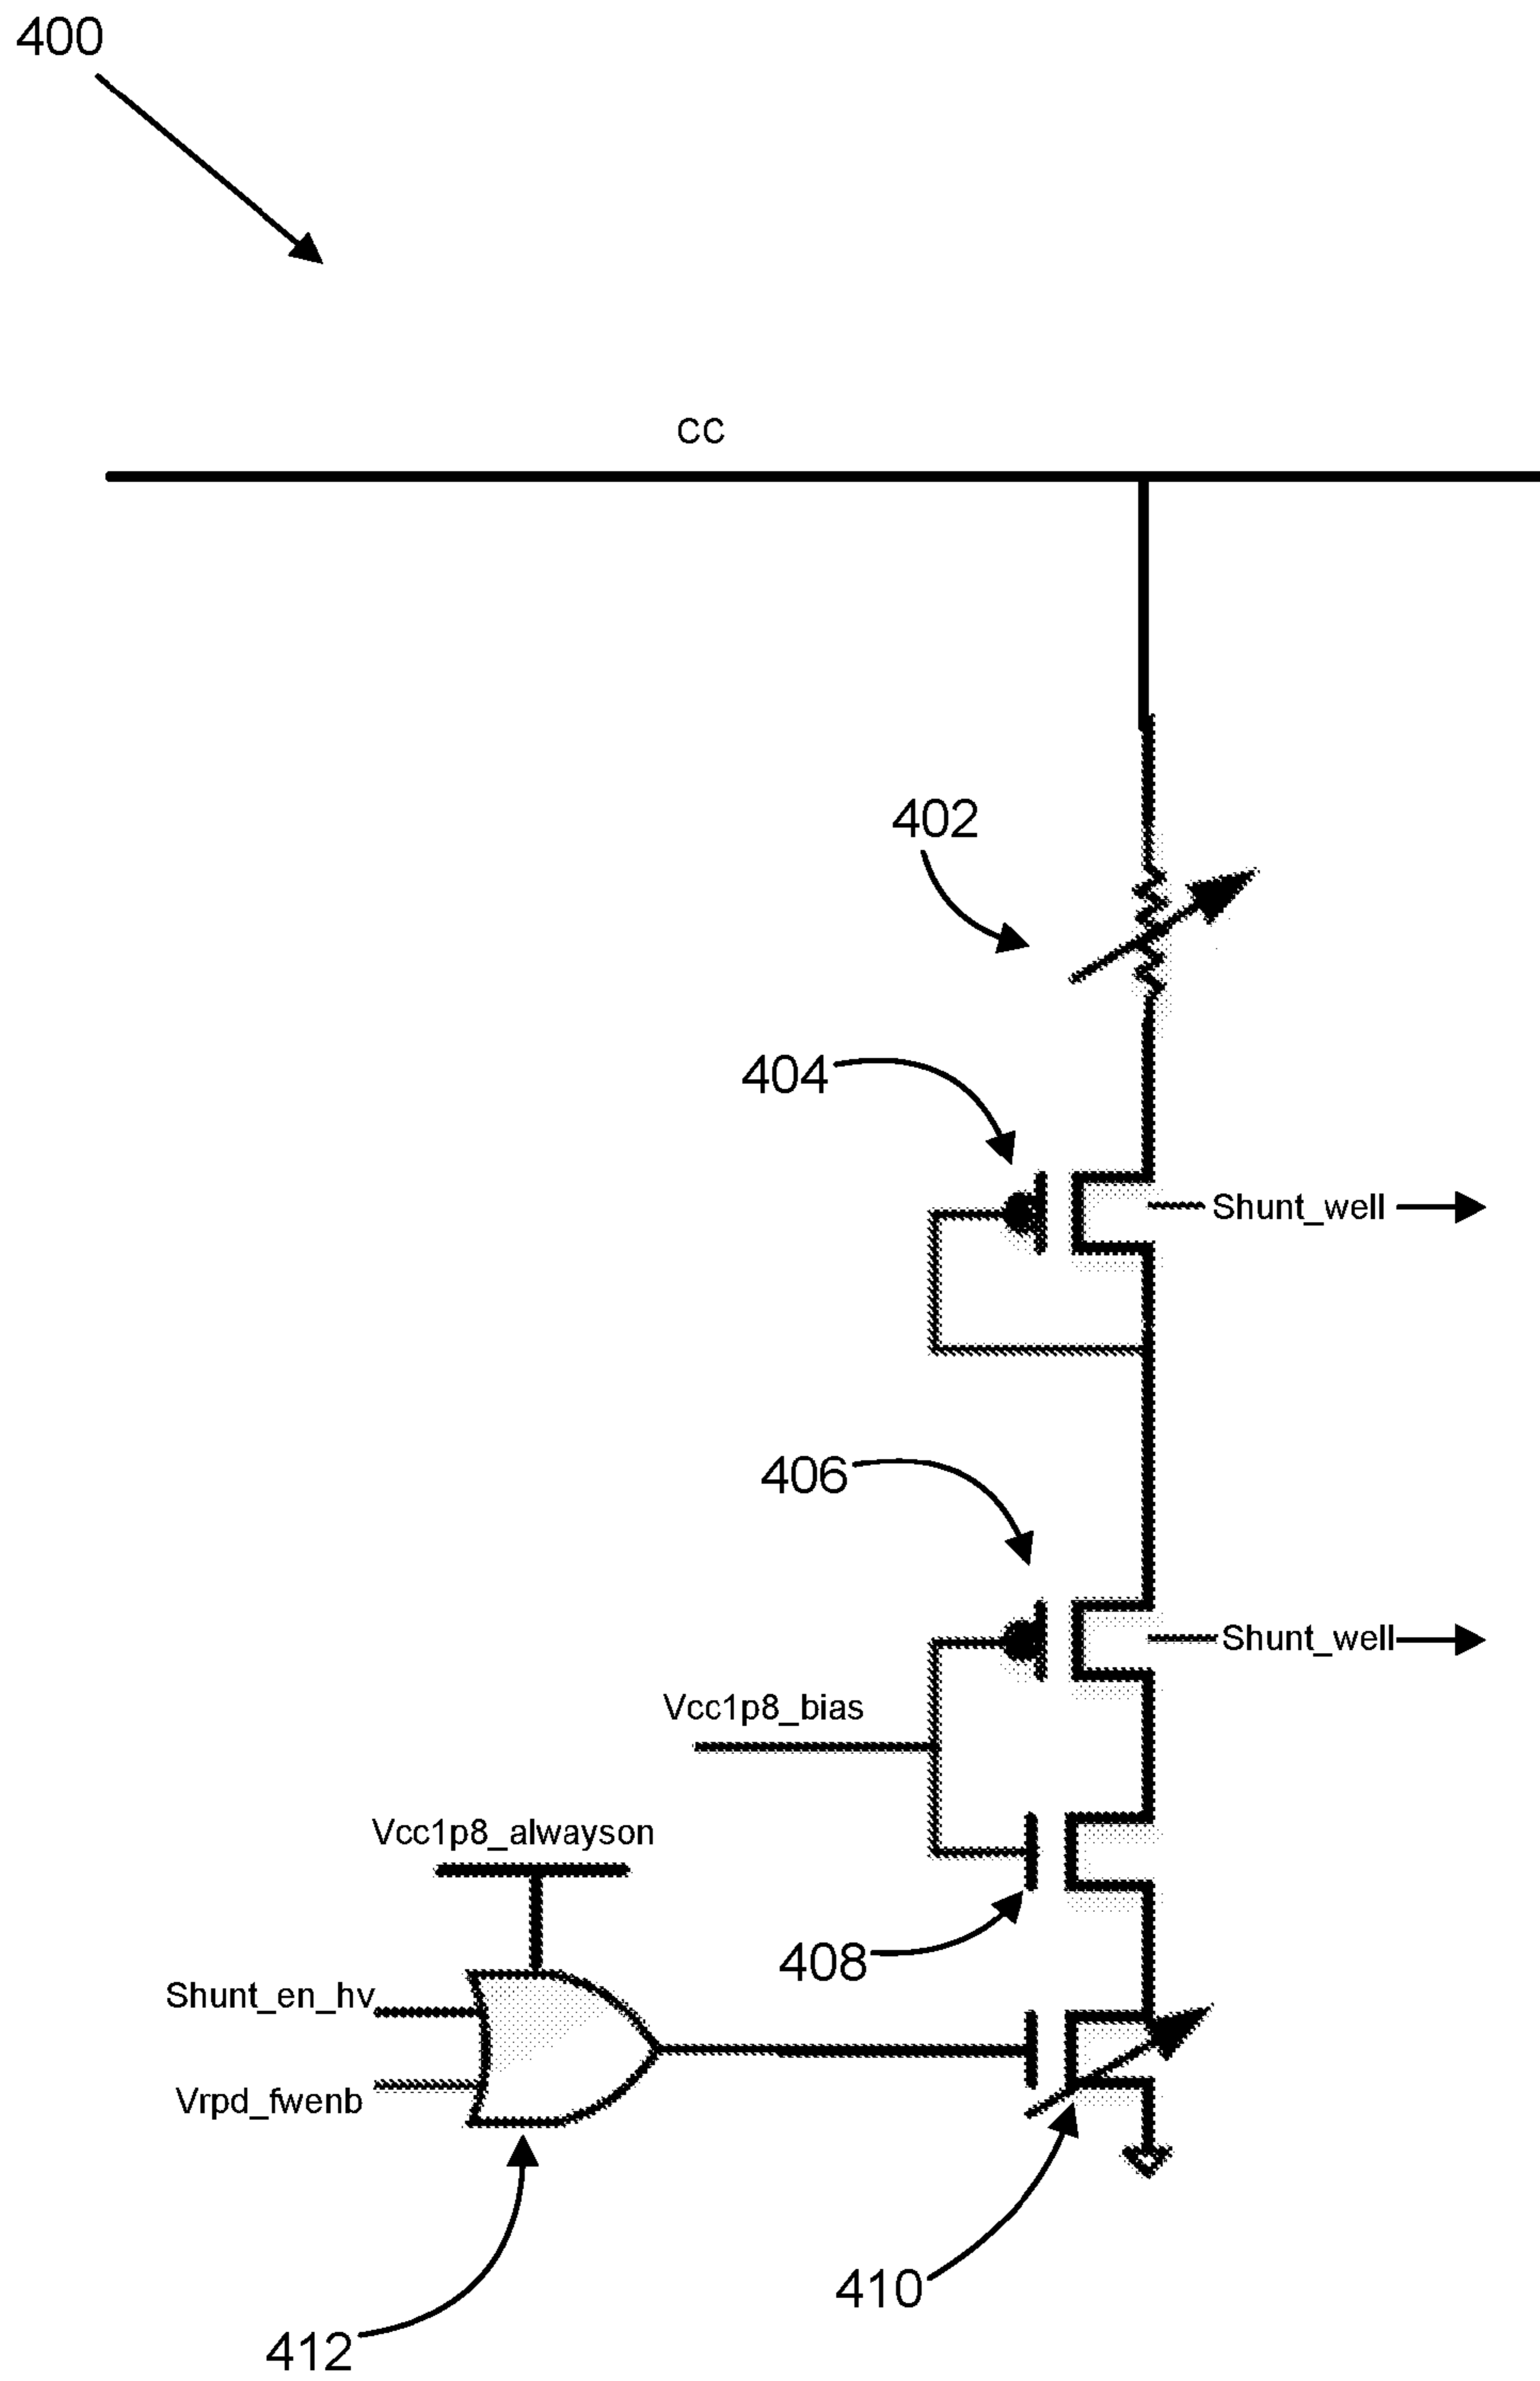 400
CC
402
404
Shunt_well
406
Shunt_well
Vcc1p8_bias
Vcc1p8_alwayson
408
Shunt_en_hv
Vrpd_fwenb
410
412